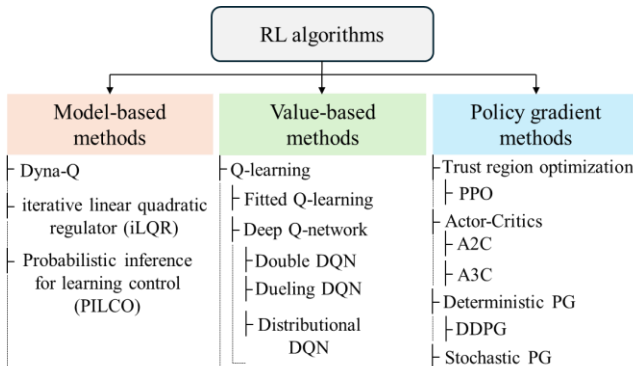 RL algorithms
Model-based
methods
Dyna-Q
iterative linear quadratic
regulator (iLQR)
Probabilistic inference
for learning control
(PILCO)
Value-based
methods
Q-learning
Fitted Q-learning
Deep Q-network
Double DQN
Dueling DQN
Distributional
DQN
Policy gradient
methods
Trust region optimization
PPO
Actor-Critics
A2C
A3C
Deterministic PG
DDPG
Stochastic PG